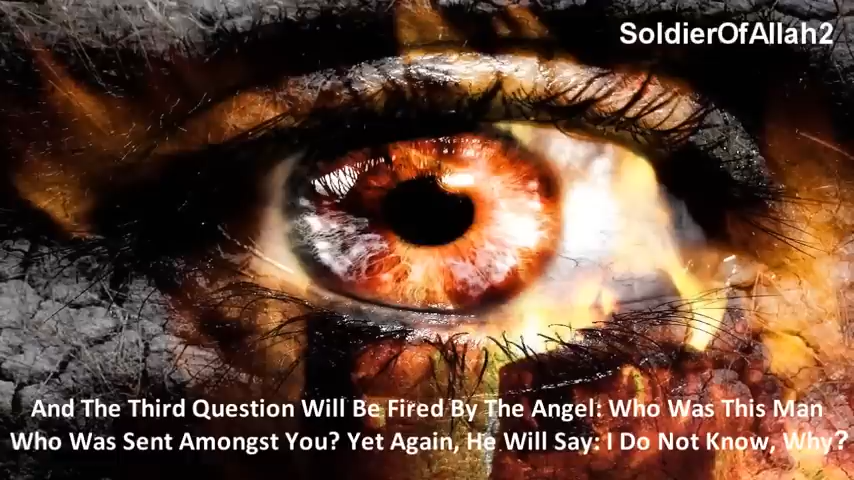 SoldierOfAllah2
And The Third Question Will Be Fired By The Angel: Who Was This Man
Who Was Sent Amongst You? Yet Again, He Will Say: I Do Not Know, Why?